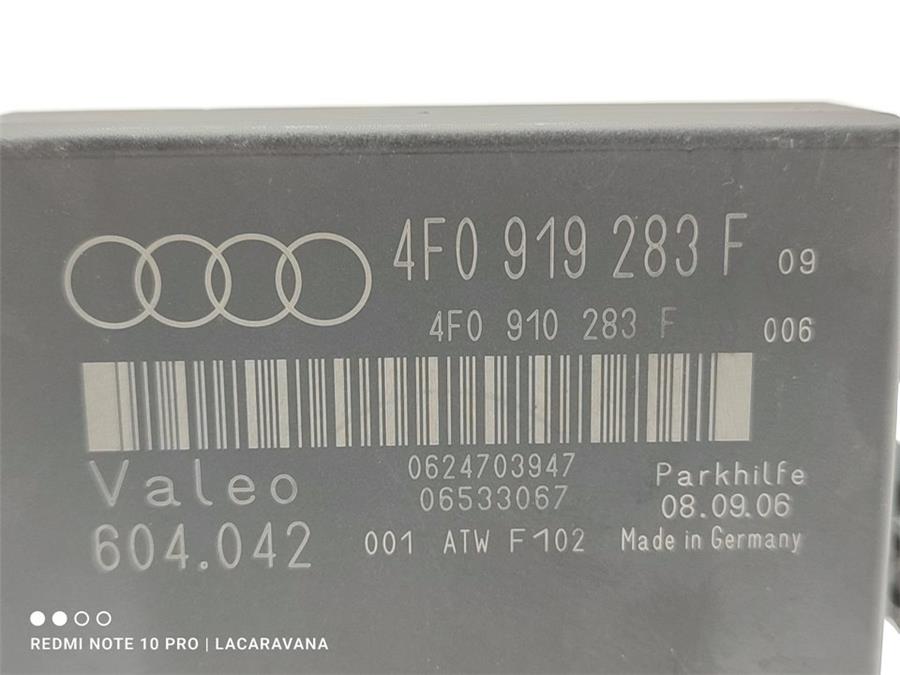 4F0 919 283 F 09
4F0 910 283 F 006
Valeo
0624703947
Parkhilfe
06533067
08.09.06
604.042
001 ATW F102
Made in Germany
REDMI NOTE 10 PRO | LACARAVANA